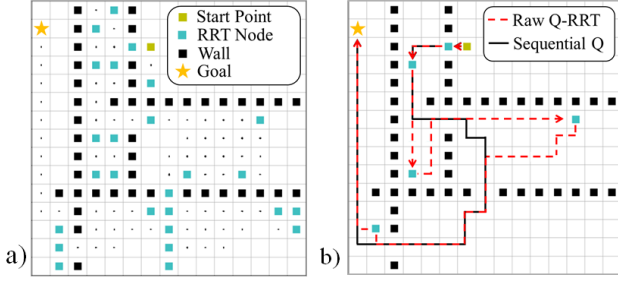 Start Point
RRT Node
Wall
Goal
a)
Raw Q-RRT
Sequential Q
b)